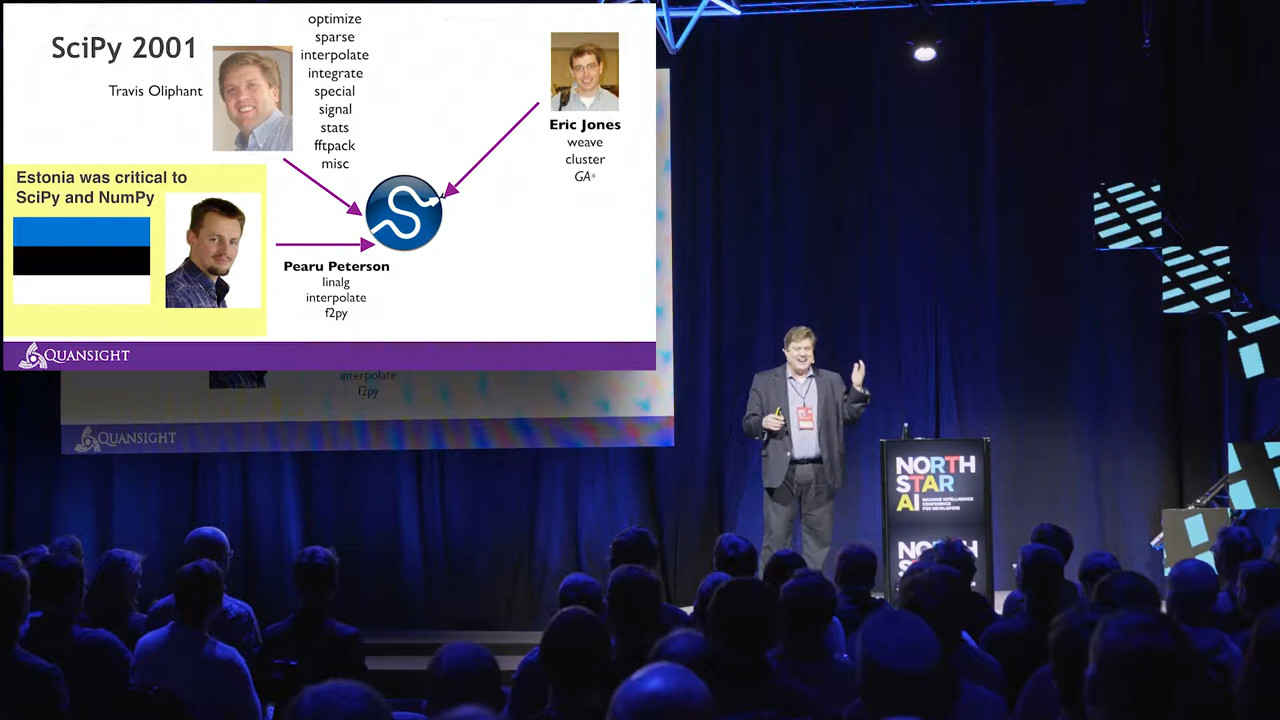 SciPy 2001
Travis Oliphant
optimize
sparse
interpolate
integrate
special
signal
stats
fftpack
misc
Eric Jones
weave
cluster
GA*
Estonia was critical to
SciPy and NumPy
Pearu Peterson
linalg
interpolate
f2py
QUANSIGHT
interpolate
f2py
QUANSIGHT
NORTH
STAR
AI
MACHINE INTELLIGENCE
CONFERENCE
FOR DEVELOPERS
NORTH